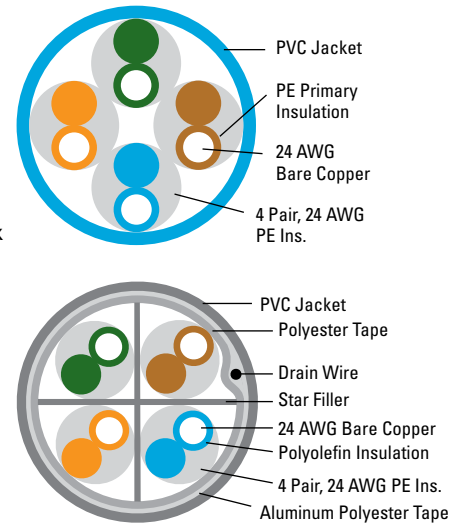 PVC Jacket
PE Primary
Insulation
24 AWG
Bare Copper
4 Pair, 24 AWG
PE Ins.
PVC Jacket
Polyester Tape
Drain Wire
Star Filler
24 AWG Bare Copper
Polyolefin Insulation
4 Pair, 24 AWG PE Ins.
Aluminum Polyester Tape